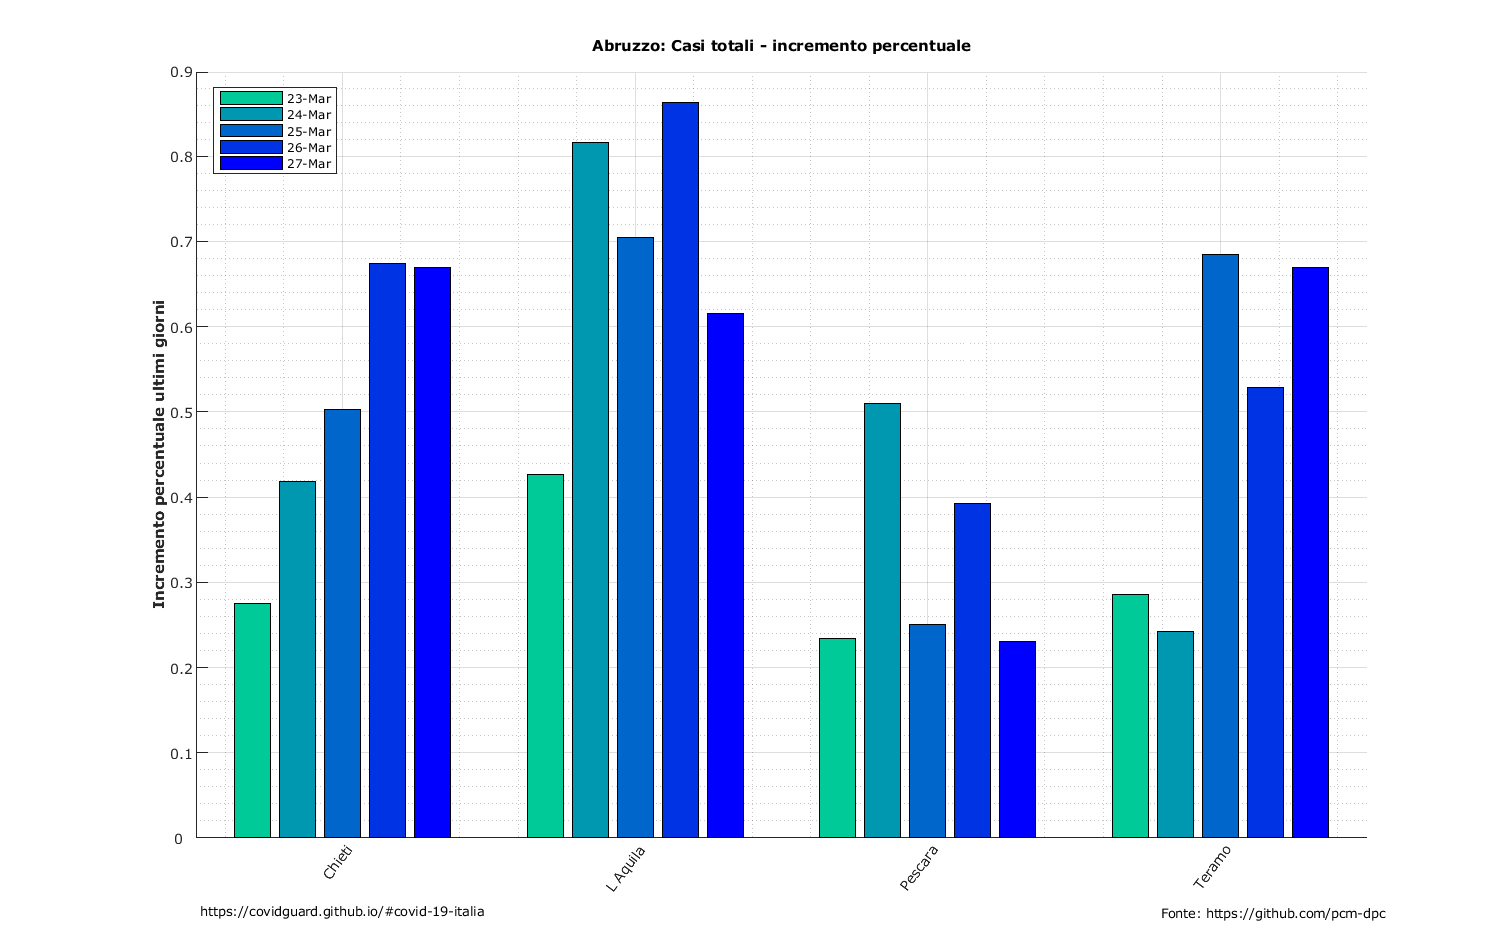 Abruzzo: Casi totali - incremento percentuale
0.9
0.8
0.7
0.6
0.5
0.4
0.3
0.2
0.1
0
Incremento percentuale ultimi giorni
23-Mar
24-Mar
25-Mar
26-Mar
27-Mar
Chieti
L Aquila
Pescara
Teramo
https://covidguard.github.io/#covid-19-italia
Fonte: https://github.com/pcm-dpc